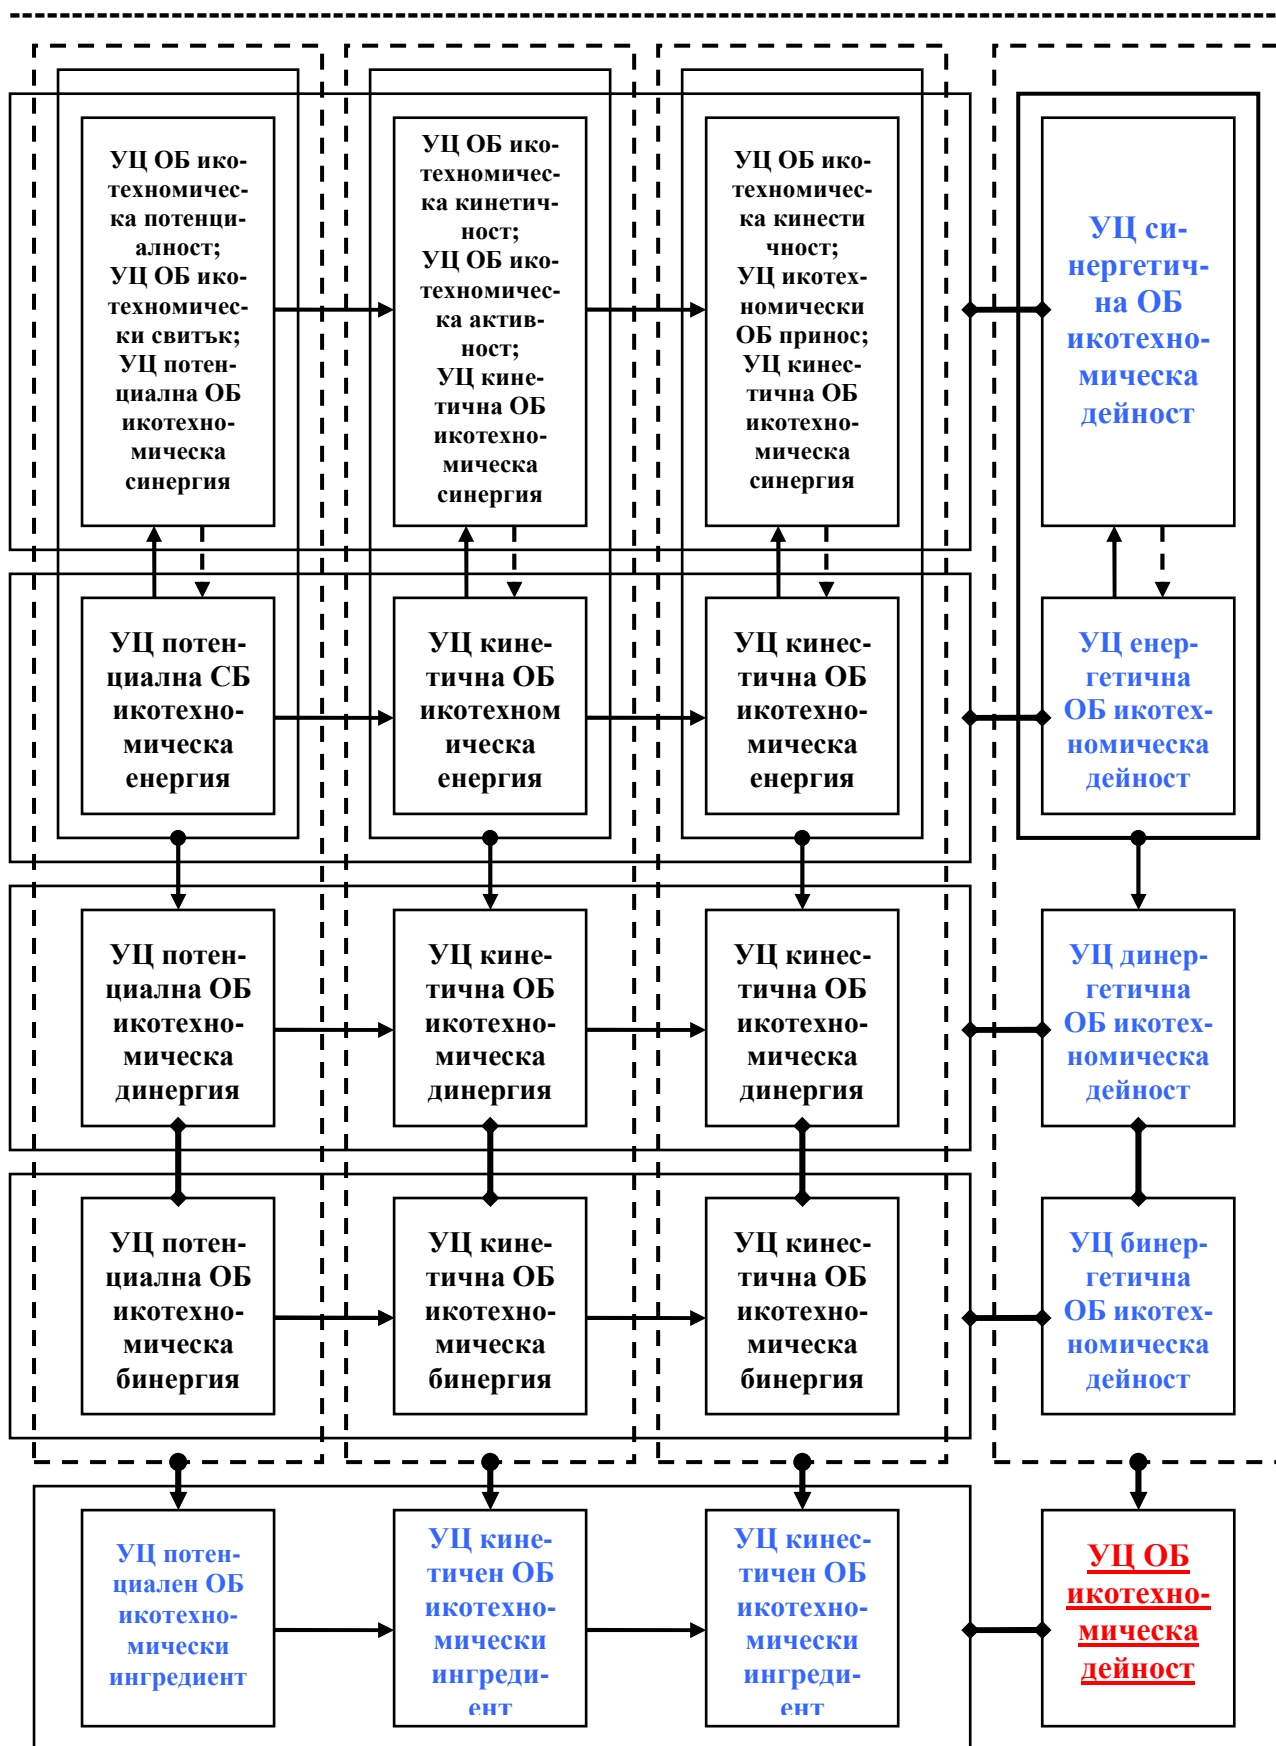 УЦ ОБ ико-
техномичес-
ка потенци-
алност;
УЦ ОБ ико-
техномичес-
ки свитък;
УЦ потен-
циална ОБ
икотехно-
мическа
синергия
УЦ ОБ ико-
техномичес-
ка кинетич-
ност;
УЦ ОБ ико-
техномичес-
ка актив-
ност;
УЦ кине-
тична ОБ
икотехно-
мическа
синергия
УЦ ОБ ико-
техномичес-
ка кинести
чност;
УЦ икотех-
номически
ОБ принос;
УЦ кинес-
тична ОБ
икотехно-
мическа
синергия
УЦ си-
нергетич-
на ОБ
икотехно-
мическа
дейност
УЦ потен-
циална СБ
икотехно-
мическа
енергия
УЦ кине-
тична ОБ
икотехном
ическа
енергия
УЦ кинес-
тична ОБ
икотехно-
мическа
енергия
УЦ енер-
гетична
ОБ икотех-
номическа
дейност
УЦ потен-
циална ОБ
икотехно-
мическа
динергия
УЦ кине-
тична ОБ
икотехно-
мическа
динергия
УЦ кинес-
тична ОБ
икотехно-
мическа
динергия
УЦ динер-
гетична
ОБ икотех-
номическа
дейност
УЦ потен-
циална ОБ
икотехно-
мическа
бинергия
УЦ кине-
тична ОБ
икотехно-
мическа
бинергия
УЦ кинес-
тична ОБ
икотехно-
мическа
бинергия
УЦ бинер-
гетична
ОБ икотех-
номическа
дейност
УЦ потен-
циален ОБ
икотехно-
мически
ингредиент
УЦ кине-
тичен ОБ
икотехно-
мически
ингреди-
ент
УЦ кинес-
тичен ОБ
икотехно-
мически
ингреди-
ент
УЦ ОБ
икотехно-
мическа
дейност